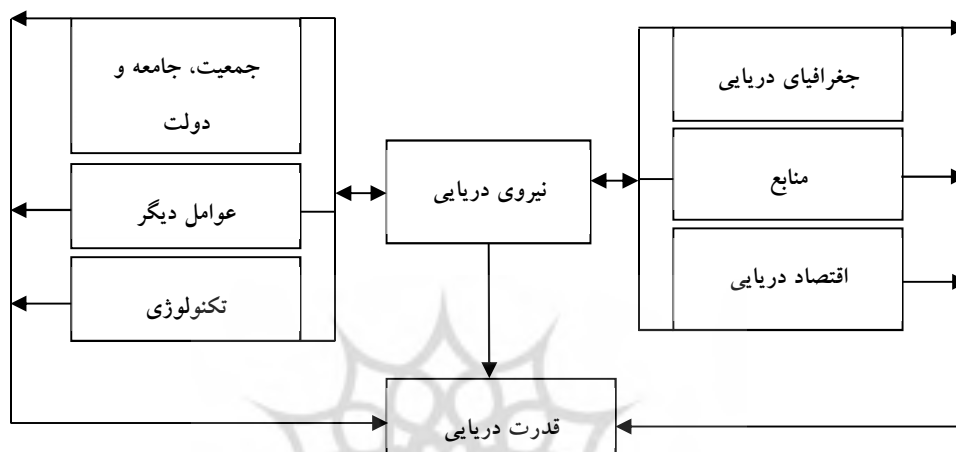 جغرافیای دریایی
جمعیت، جامعه و
دولت
منابع
نیروی دریایی
عوامل دیگر
اقتصاد دریایی
تکنولوژی
قدرت دریایی